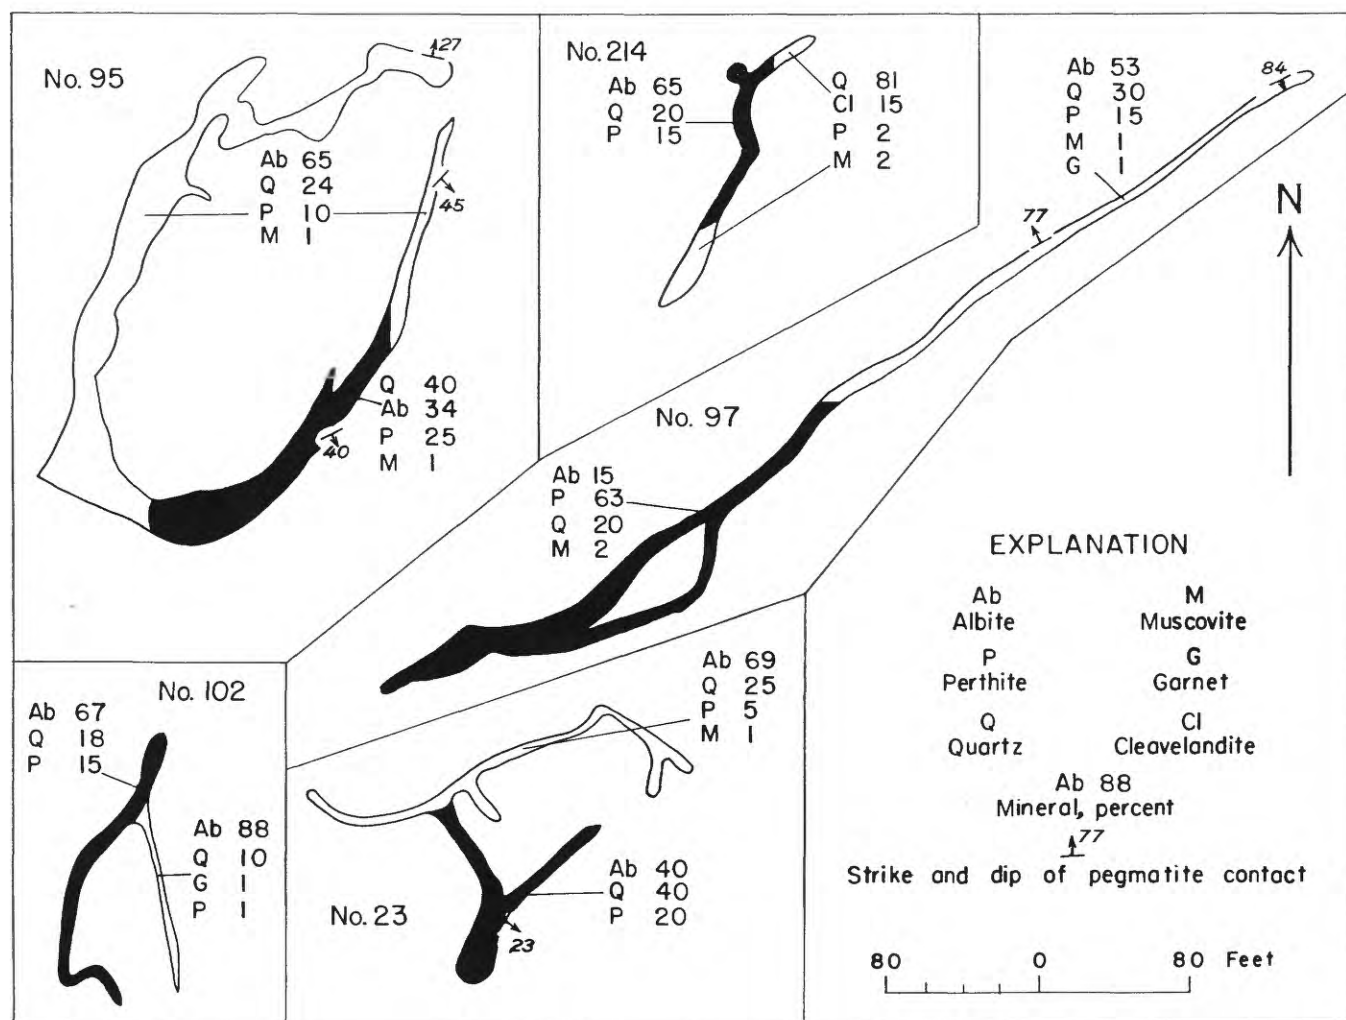 No. 95
27
Ab 65
Q 24
P 10
M 1
45
Q 40
Ab 34
P 25
M 1
40
No. 214
Ab 65
Q 20
P 15
Q 81
Cl 15
P 2
M 2
Ab 53
Q 30
P 15
M 1
G 1
84
77
N
No. 97
Ab 15
P 63
Q 20
M 2
No. 102
Ab 67
Q 18
P 15
Ab 88
Q 10
G 1
P 1
Ab 69
Q 25
P 5
M 1
No. 23
Ab 40
Q 40
P 20
23
EXPLANATION
Ab M
Albite Muscovite
P G
Perthite Garnet
Q Cl
Quartz Cleavelandite
Ab 88
Mineral, percent
77
Strike and dip of pegmatite contact
80 0 80 Feet